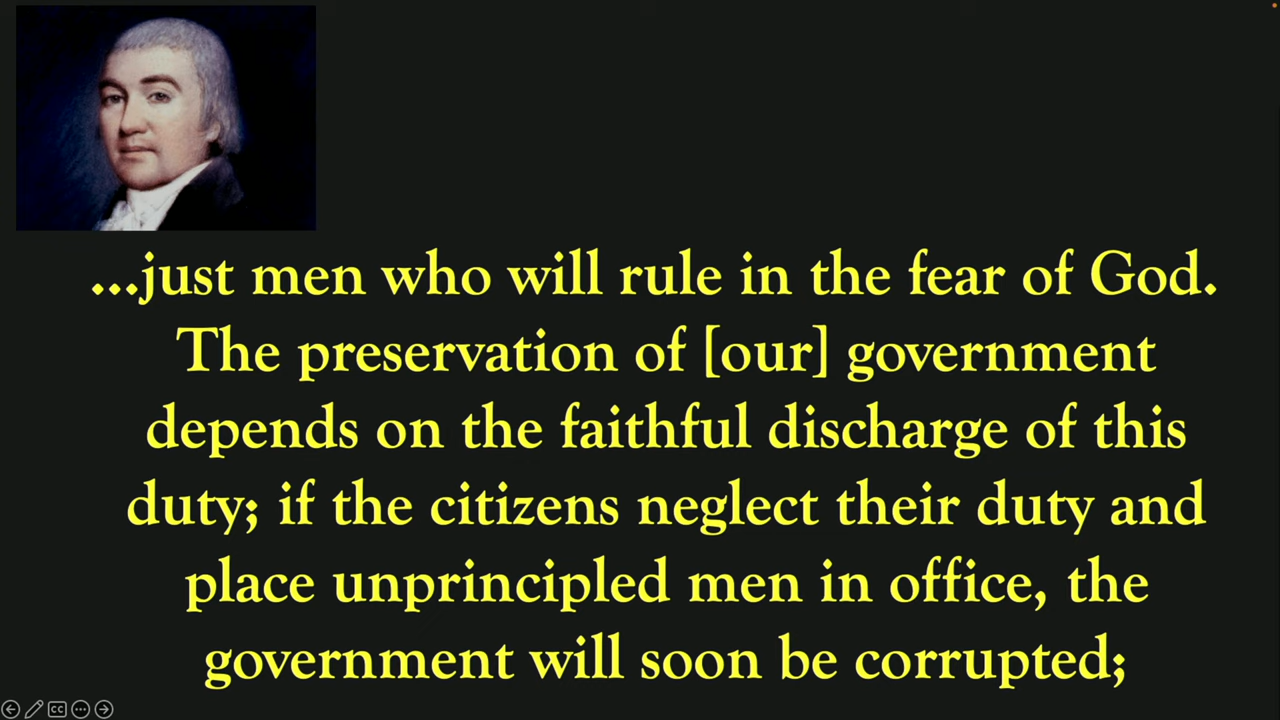 ...just men who will rule in the fear of God.
The preservation of [our] government
depends on the faithful discharge of this
duty; if the citizens neglect their duty and
place unprincipled men in office, the
government will soon be corrupted;
CC